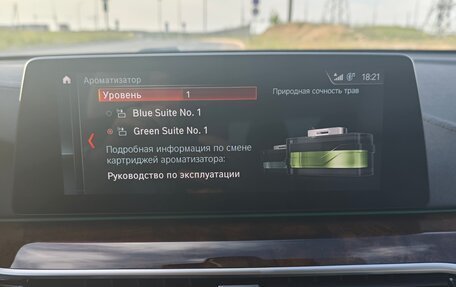 Ароматизатор
18:21
Уровень 1
Природная сочность трав
Blue Suite No. 1
Green Suite No. 1
Подробная информация по смене
картриджей ароматизатора:
Руководство по эксплуатации